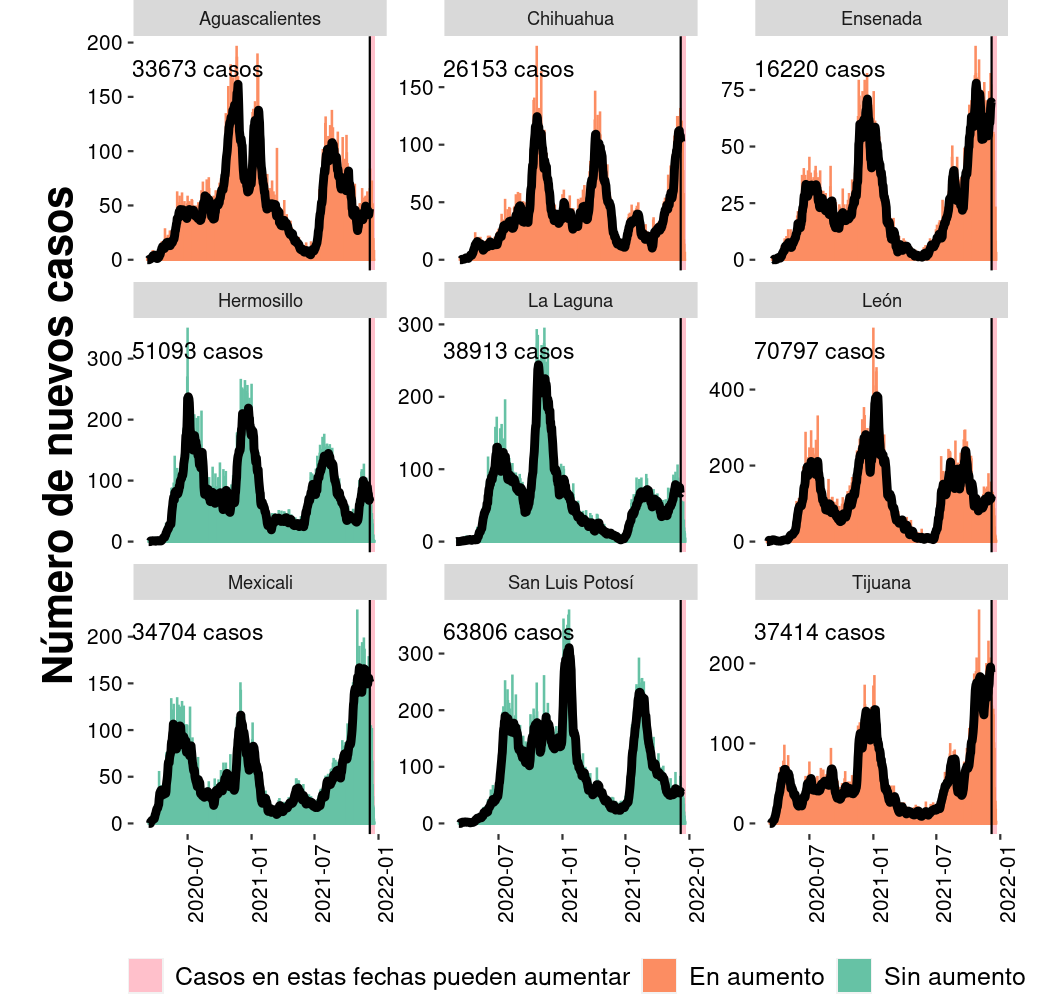 Número de nuevos casos
Aguascalientes
Chihuahua
Ensenada
33673 casos
26153 casos
16220 casos
200
150
100
50
0
150
100
50
0
75
50
25
0
Hermosillo
La Laguna
León
51093 casos
38913 casos
70797 casos
300
200
100
0
300
200
100
0
400
200
0
Mexicali
San Luis Potosí
Tijuana
34704 casos
63806 casos
37414 casos
200
150
100
50
0
300
200
100
0
200
100
0
2020-07
2021-01
2021-07
2022-01
2020-07
2021-01
2021-07
2022-01
2020-07
2021-01
2021-07
2022-01
Casos en estas fechas pueden aumentar
En aumento
Sin aumento